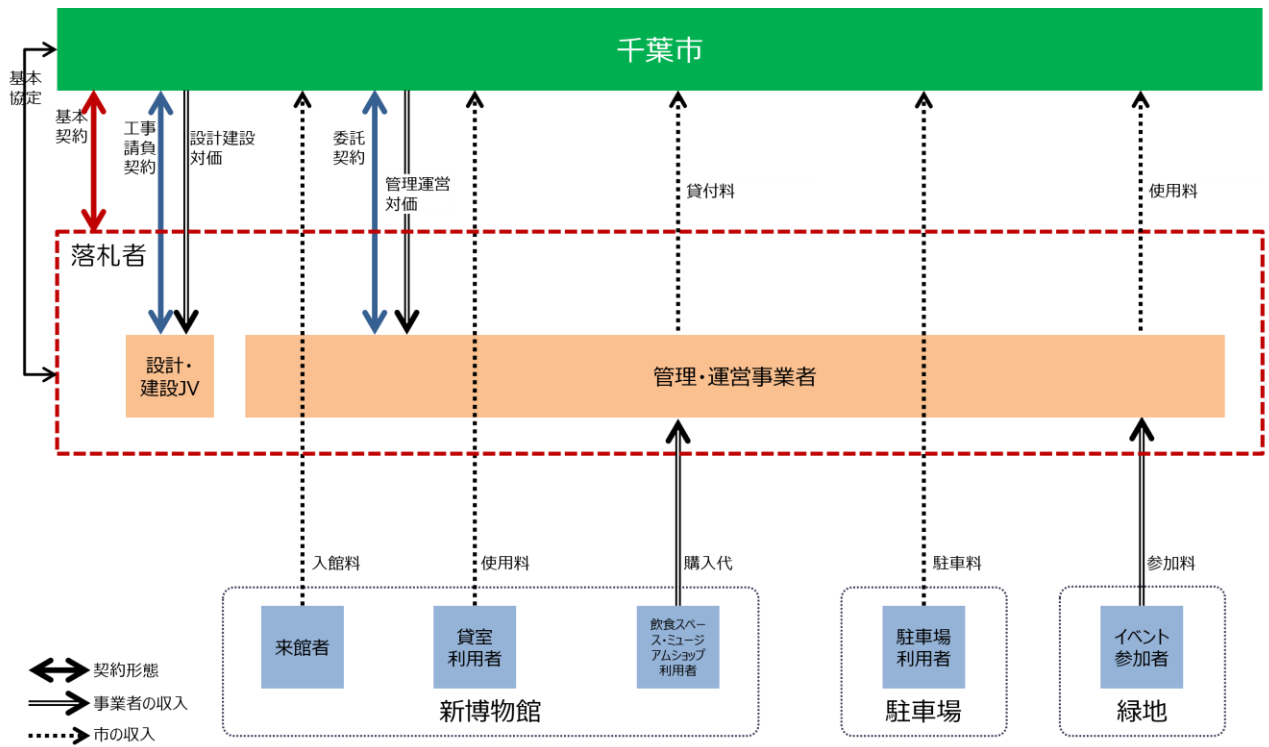 千葉市
基本
協定
基本
契約
工事
請負
契約
設計建設
対価
委託
契約
管理運営
対価
貸付料
使用料
落札者
設計・
建設JV
管理・運営事業者
入館料
使用料
購入代
駐車料
参加料
来館者
貸室
利用者
飲食スペー
ス・ミュージ
アムショップ
利用者
駐車場
利用者
イベント
参加者
新博物館
駐車場
緑地
契約形態
事業者の収入
市の収入